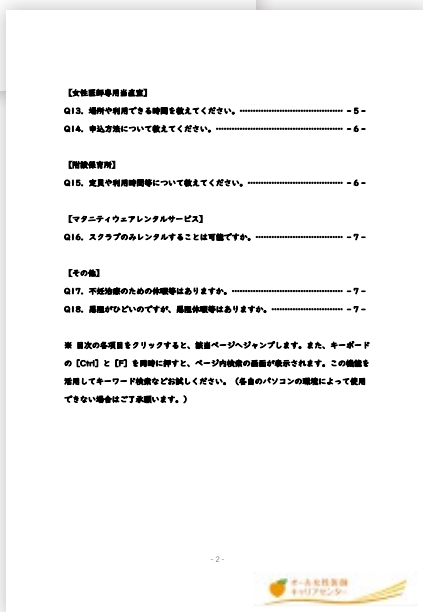 ［女性医師専用当直室］
Q13．場所や利用できる時間を教えてください。…………………………………… －5－
Q14．申込方法について教えてください。…………………………………………… －6－
［附設保育所］
Q15．定員や利用時間等について教えてください。………………………………… －6－
［マタニティウェアレンタルサービス］
Q16．スクラブのみレンタルすることは可能ですか。……………………………… －7－
［その他］
Q17．不妊治療のための休暇等はありますか。……………………………………… －7－
Q18．悪阻がひどいのですが、悪阻休暇等はありますか。………………………… －7－
※ 目次の各項目をクリックすると、該当ページへジャンプします。また、キーボード
の［Ctrl］と［F］を同時に押すと、ページ内検索の画面が表示されます。この機能を
活用してキーワード検索などお試しください。（各自のパソコンの環境によって使用
できない場合はご了承願います。）
- 2 -
オール女性医師
キャリアセンター